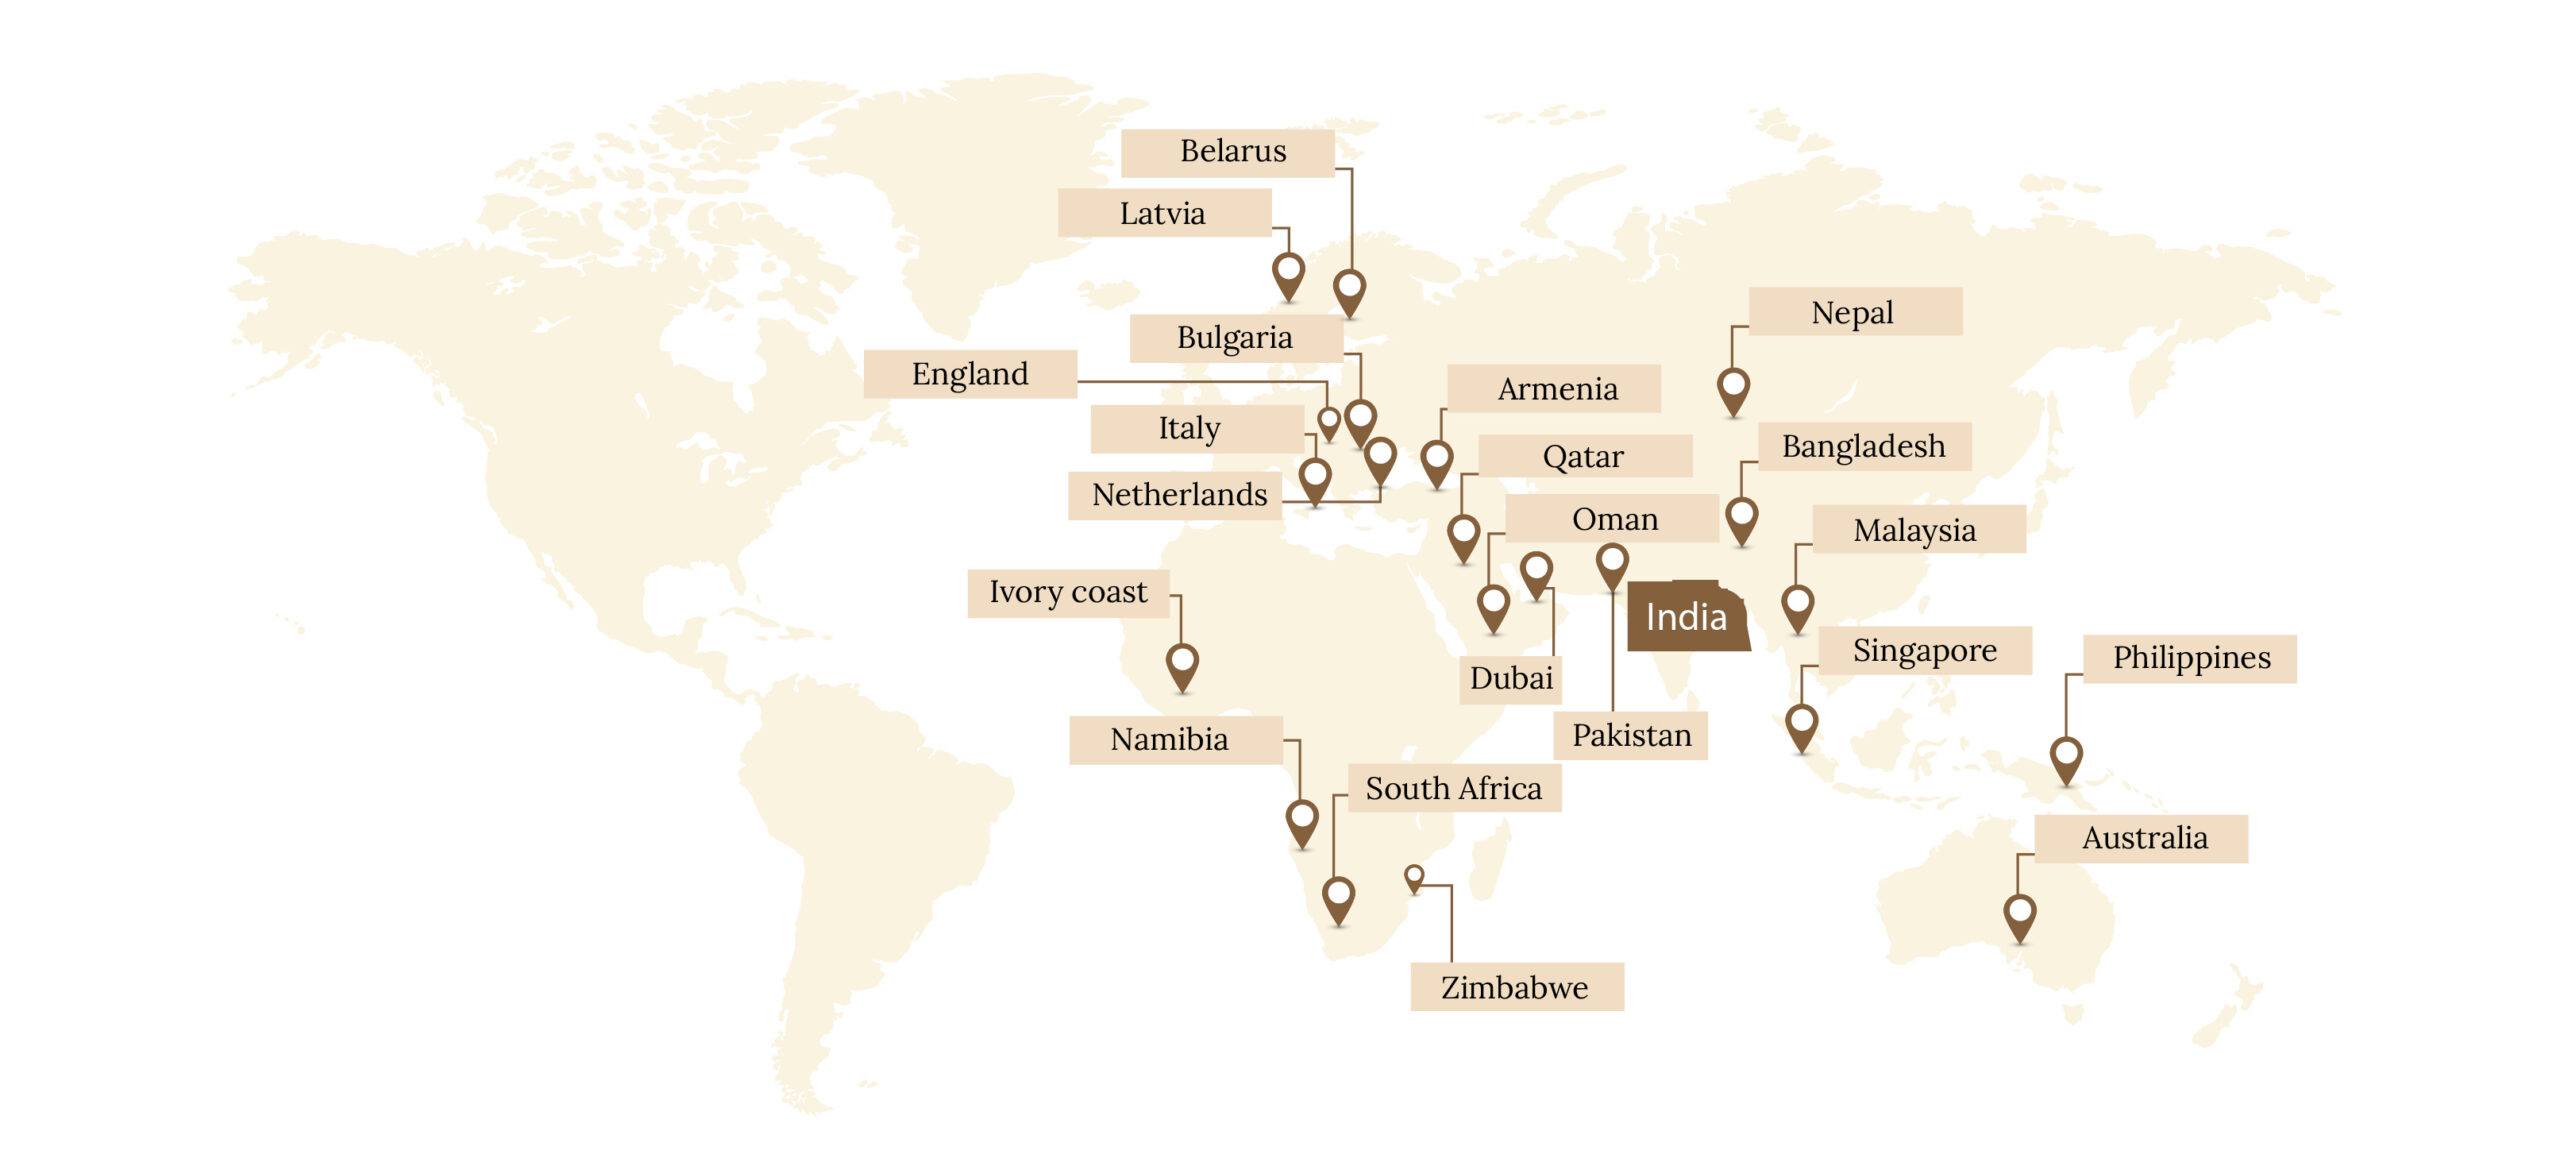 Belarus
Latvia
Nepal
Bulgaria
England
Armenia
Italy
Bangladesh
Qatar
Netherlands
Oman
Malaysia
Ivory coast
India
Singapore
Philippines
Dubai
Pakistan
Namibia
South Africa
Australia
Zimbabwe